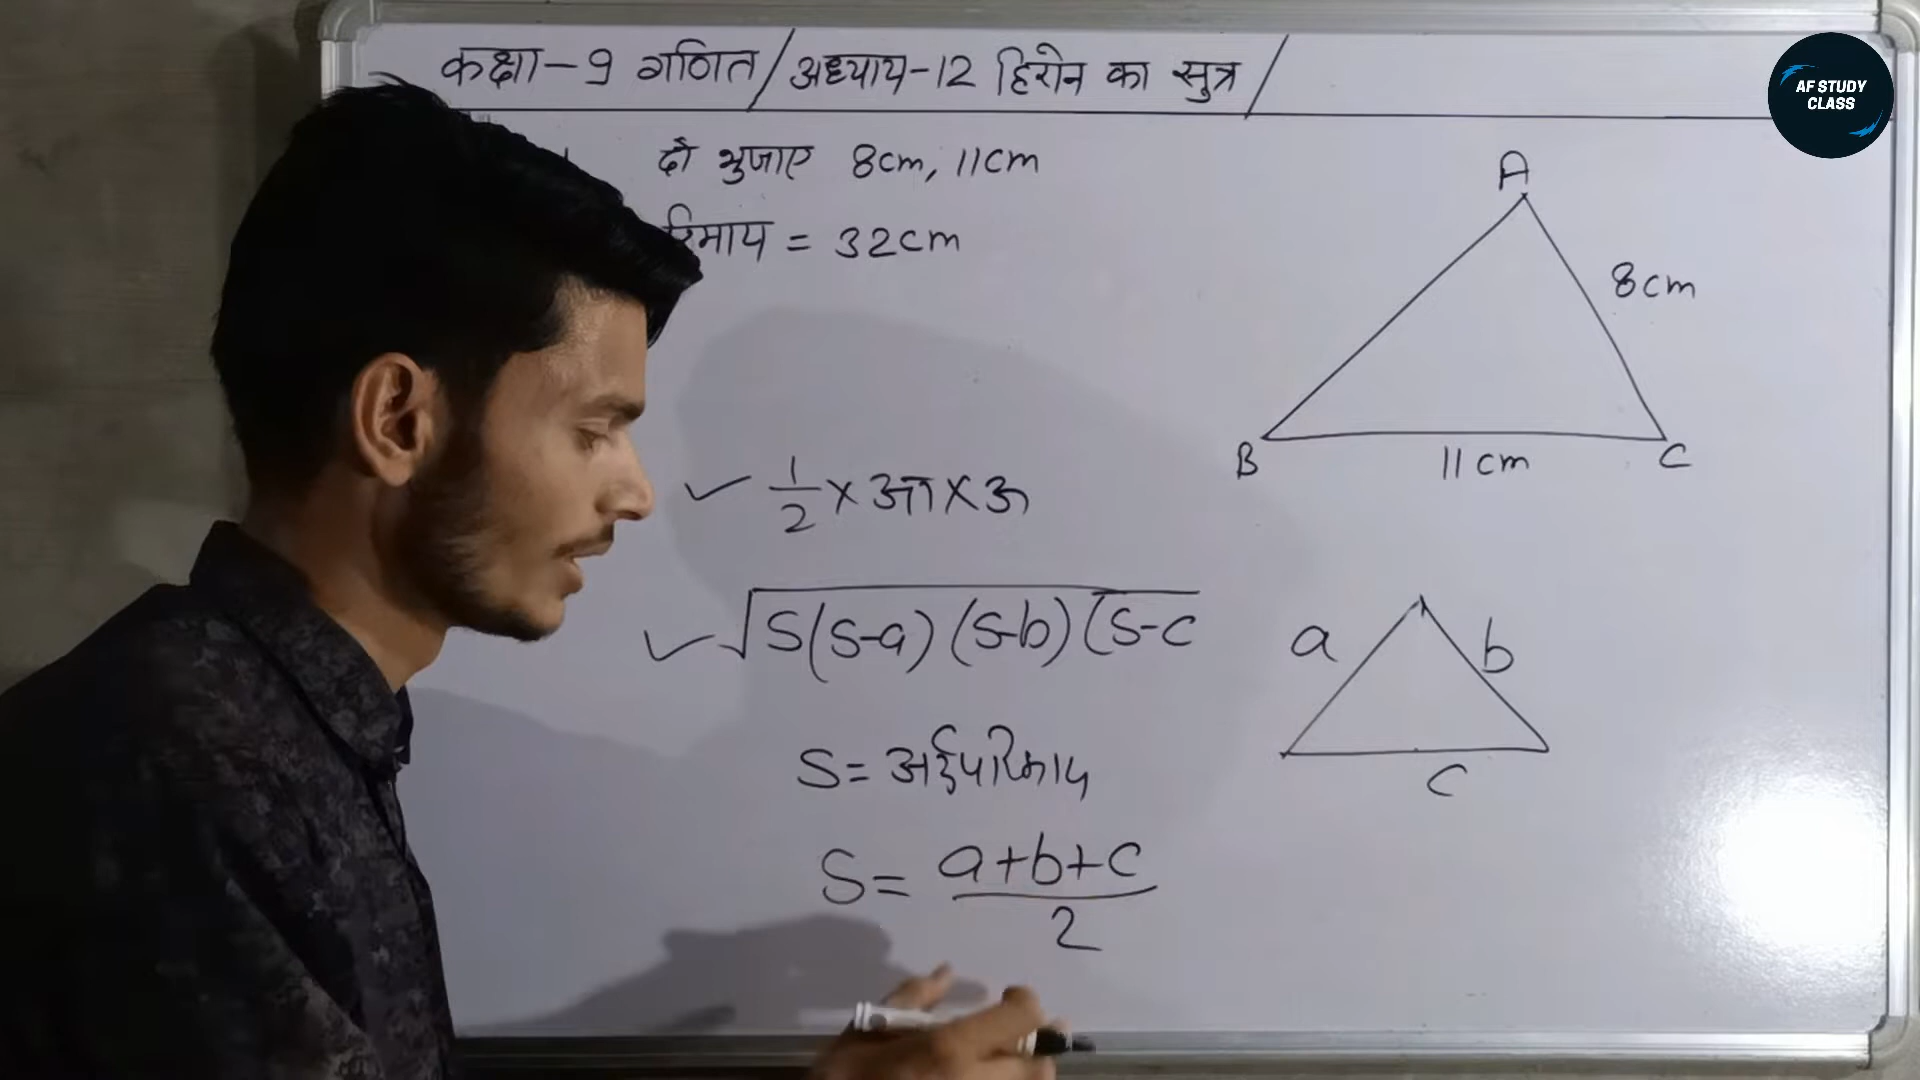 कक्षा-9 गणित/अध्याय-12 हिरोन का सुत्र/
AF STUDY
CLASS
दो भुजाए 8cm, 11cm
रिमाप = 32cm
A
8cm
B
11cm
C
1/2 × आ × ऊ
√S(S-a) (S-b) (S-c
a
b
c
S = अर्द्धपरिमाप
S = a+b+c
2